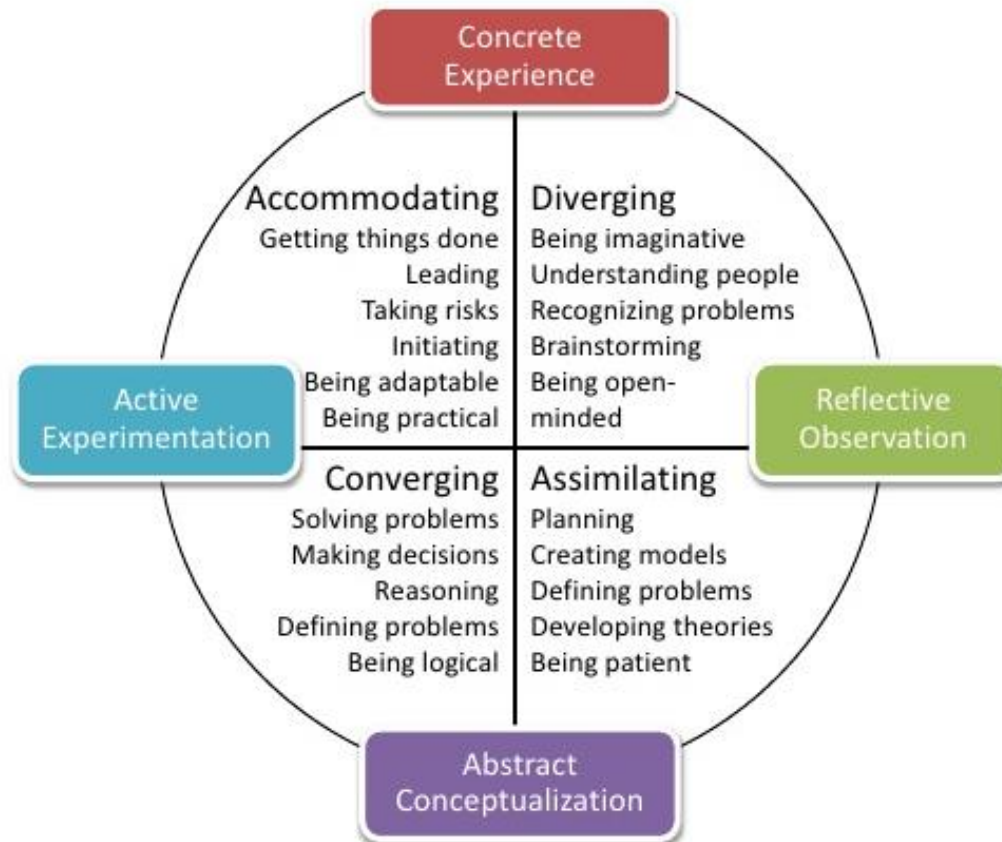 Concrete
Experience
Accommodating
Getting things done
Leading
Taking risks
Initiating
Being adaptable
Being practical
Diverging
Being imaginative
Understanding people
Recognizing problems
Brainstorming
Being open-
minded
Active
Experimentation
Reflective
Observation
Converging
Solving problems
Making decisions
Reasoning
Defining problems
Being logical
Assimilating
Planning
Creating models
Defining problems
Developing theories
Being patient
Abstract
Conceptualization